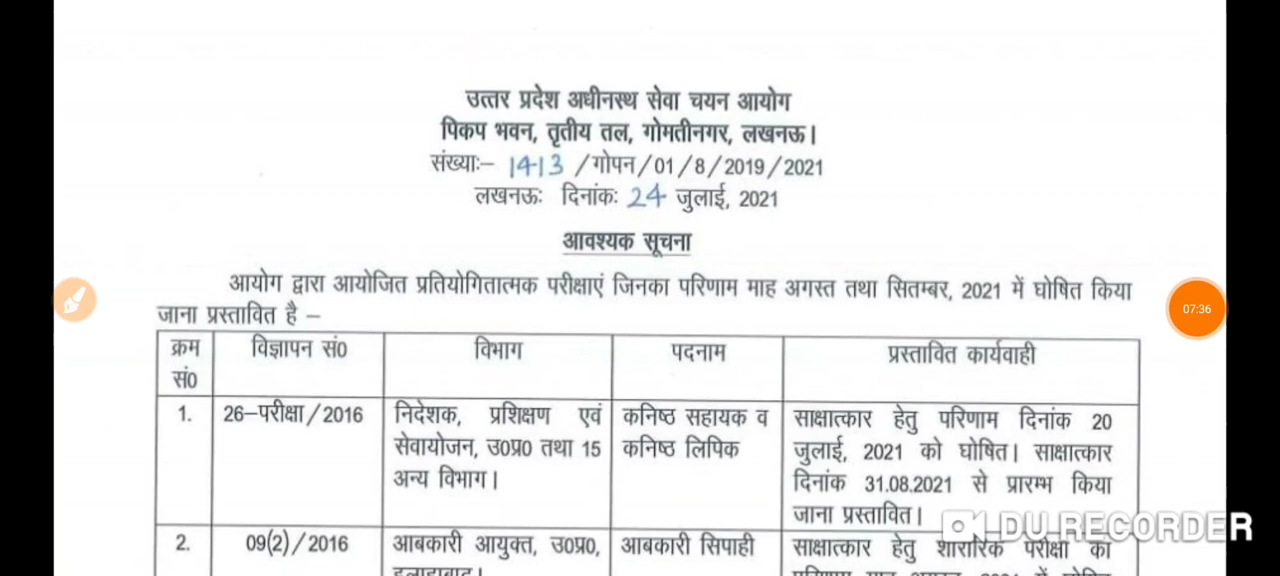 उत्तर प्रदेश अधीनस्थ सेवा चयन आयोग
पिकप भवन, तृतीय तल, गोमतीनगर, लखनऊ।
संख्याः– 1413 /गोपन/01/8/2019/2021
लखनऊः दिनांकः 24 जुलाई, 2021
आवश्यक सूचना
आयोग द्वारा आयोजित प्रतियोगितात्मक परीक्षाएं जिनका परिणाम माह अगस्त तथा सितम्बर, 2021 में घोषित किया
जाना प्रस्तावित है –
क्रम सं0 विज्ञापन सं0 विभाग पदनाम प्रस्तावित कार्यवाही
1. 26–परीक्षा/2016 निदेशक, प्रशिक्षण एवं कनिष्ठ सहायक व साक्षात्कार हेतु परिणाम दिनांक 20
सेवायोजन, उ0प्र0 तथा 15 कनिष्ठ लिपिक जुलाई, 2021 को घोषित। साक्षात्कार
अन्य विभाग। दिनांक 31.08.2021 से प्रारम्भ किया
जाना प्रस्तावित।
2. 09(2)/2016 आबकारी आयुक्त, उ0प्र0, आबकारी सिपाही साक्षात्कार हेतु शारीरिक परीक्षा का
07:36
DU RECORDER